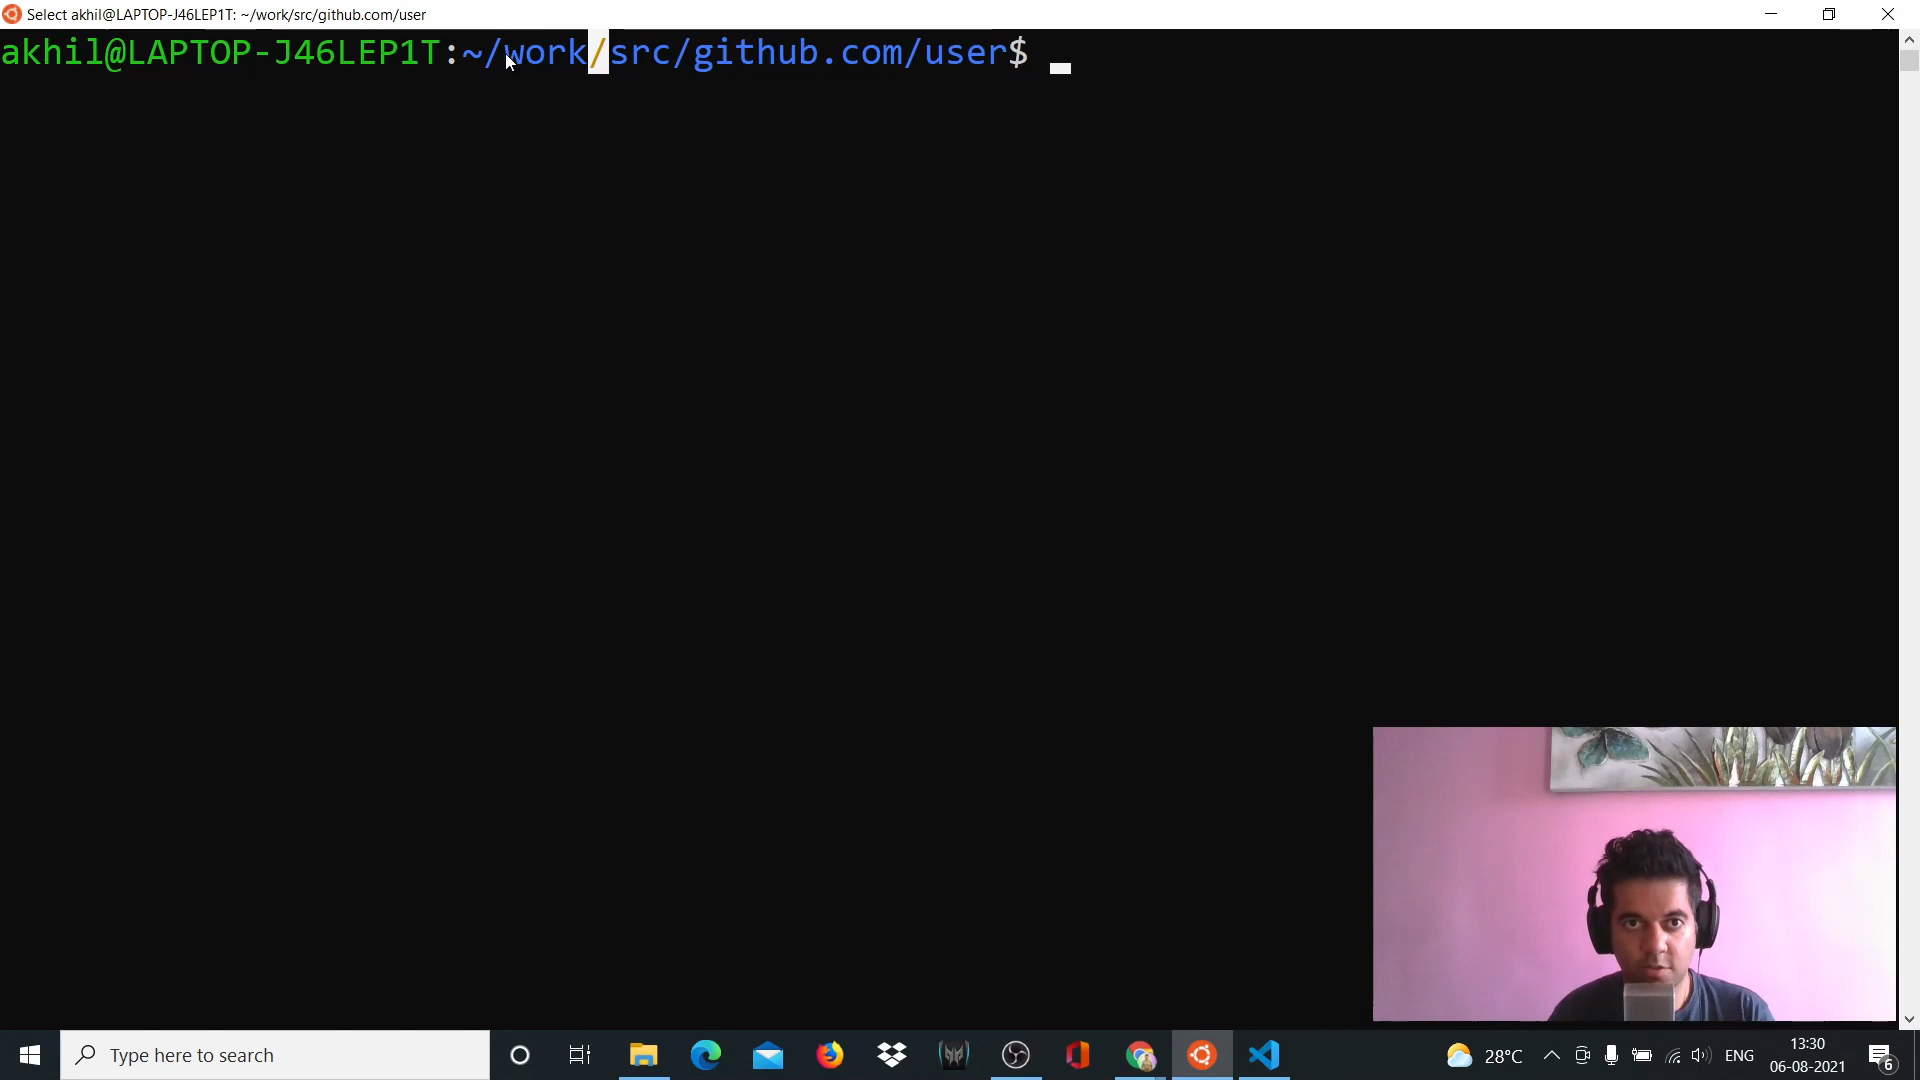 Select akhil@LAPTOP-J46LEP1T: ~/work/src/github.com/user
akhil@LAPTOP-J46LEP1T:~/work/src/github.com/user$
Type here to search
28°C
ENG
13:30
06-08-2021
6